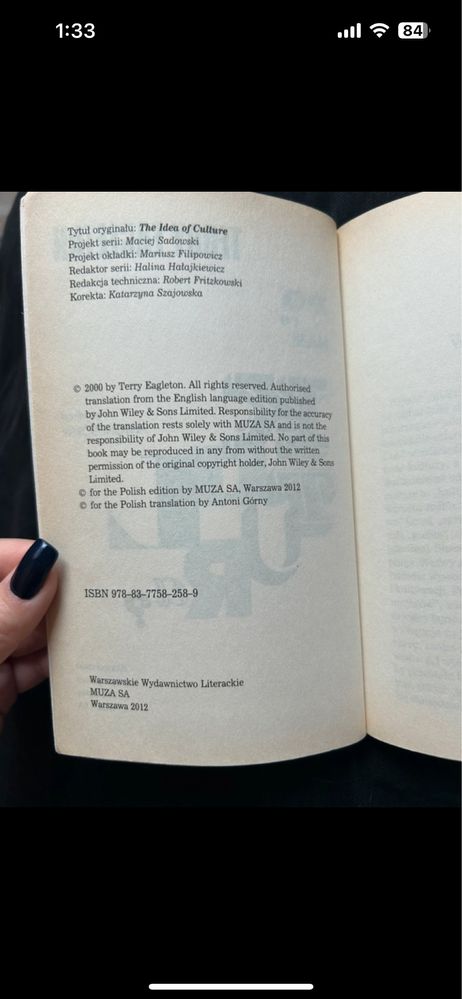 1:33
84
Tytuł oryginału: The Idea of Culture
Projekt serii: Maciej Sadowski
Projekt okładki: Mariusz Filipowicz
Redaktor serii: Halina Hałajkiewicz
Redakcja techniczna: Robert Fritzkowski
Korekta: Katarzyna Szajowska
© 2000 by Terry Eagleton. All rights reserved. Authorised
translation from the English language edition published
by John Wiley & Sons Limited. Responsibility for the accuracy
of the translation rests solely with MUZA SA and is not the
responsibility of John Wiley & Sons Limited. No part of this
book may be reproduced in any from without the written
permission of the original copyright holder, John Wiley & Sons
Limited.
© for the Polish edition by MUZA SA, Warszawa 2012
© for the Polish translation by Antoni Górny
ISBN 978-83-7758-258-9
Warszawskie Wydawnictwo Literackie
MUZA SA
Warszawa 2012